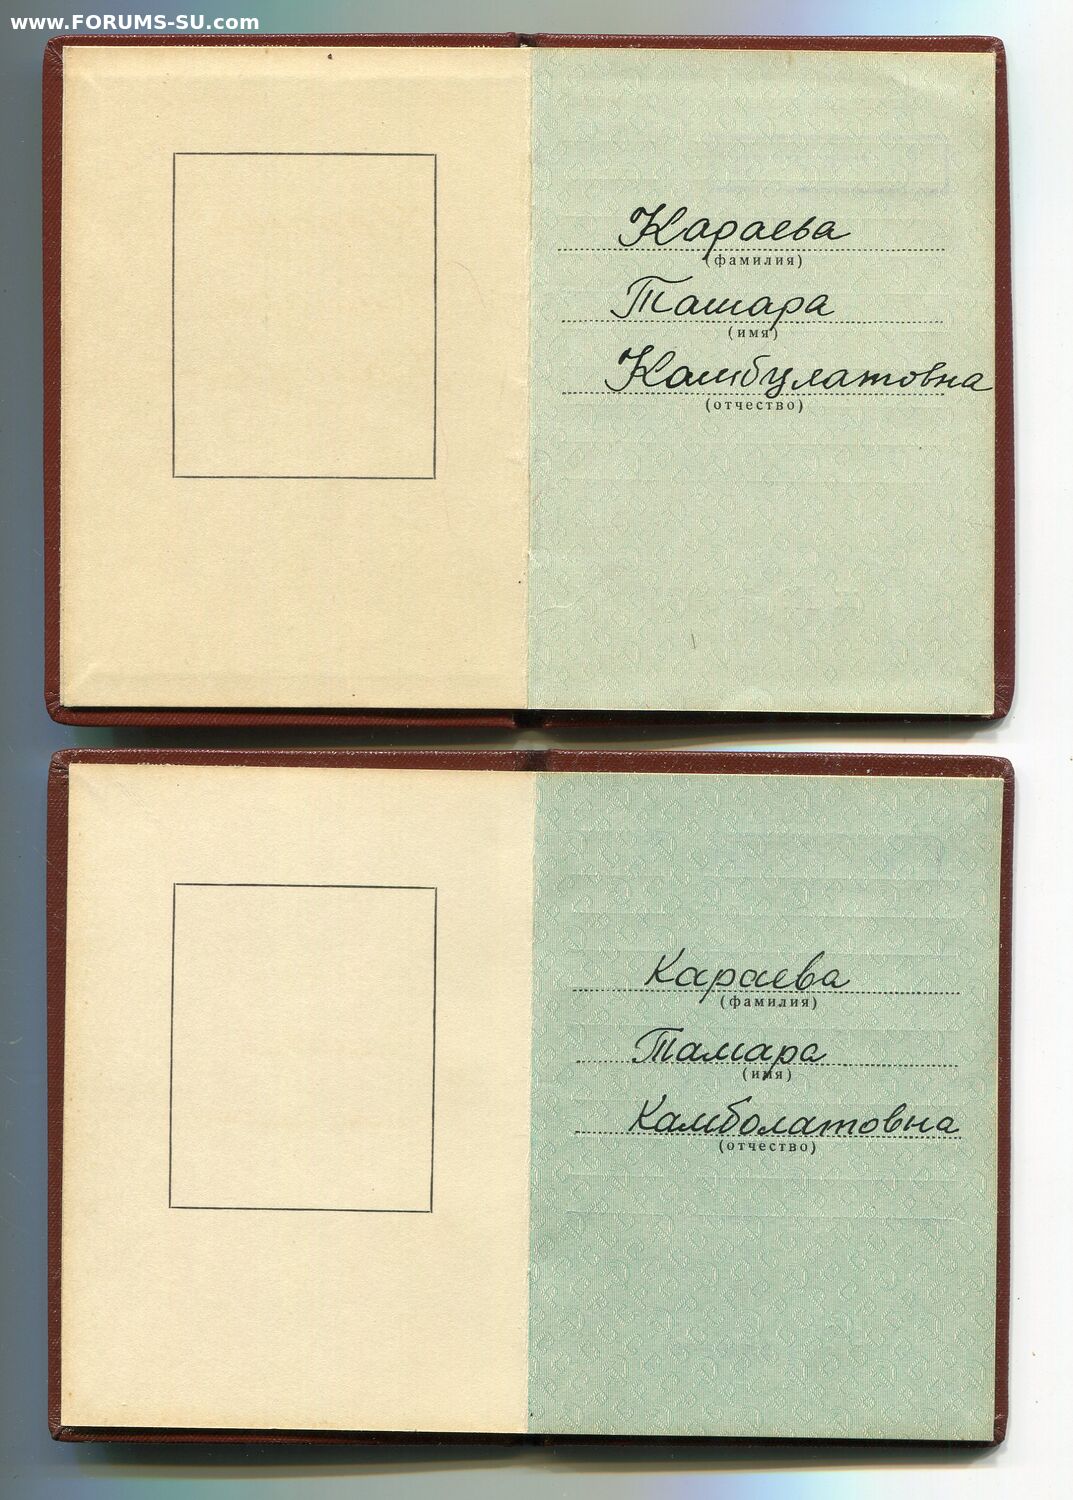 www.FORUMS-SU.com
Караева
(фамилия)
Тамара
(имя)
Камбулатовна
(отчество)
Караева
(фамилия)
Тамара
(имя)
Камболатовна
(отчество)